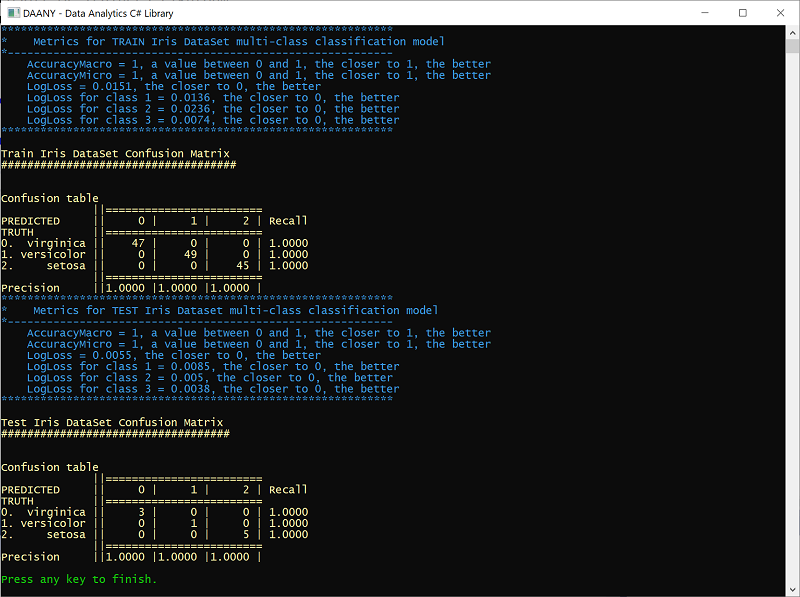 DAANY - Data Analytics C# Library
************************************************************
*    Metrics for TRAIN Iris DataSet multi-class classification model
*-----------------------------------------------------------
    AccuracyMacro = 1, a value between 0 and 1, the closer to 1, the better
    AccuracyMicro = 1, a value between 0 and 1, the closer to 1, the better
    LogLoss = 0.0151, the closer to 0, the better
    LogLoss for class 1 = 0.0136, the closer to 0, the better
    LogLoss for class 2 = 0.0236, the closer to 0, the better
    LogLoss for class 3 = 0.0074, the closer to 0, the better
************************************************************
Train Iris DataSet Confusion Matrix
####################################
Confusion table
              ||========================
PREDICTED     ||     0 |     1 |     2 | Recall
TRUTH         ||========================
0.  virginica ||    47 |     0 |     0 | 1.0000
1. versicolor ||     0 |    49 |     0 | 1.0000
2.     setosa ||     0 |     0 |    45 | 1.0000
              ||========================
Precision     ||1.0000 |1.0000 |1.0000 |
************************************************************
*    Metrics for TEST Iris Dataset multi-class classification model
*-----------------------------------------------------------
    AccuracyMacro = 1, a value between 0 and 1, the closer to 1, the better
    AccuracyMicro = 1, a value between 0 and 1, the closer to 1, the better
    LogLoss = 0.0055, the closer to 0, the better
    LogLoss for class 1 = 0.0085, the closer to 0, the better
    LogLoss for class 2 = 0.005, the closer to 0, the better
    LogLoss for class 3 = 0.0038, the closer to 0, the better
************************************************************
Test Iris DataSet Confusion Matrix
###################################
Confusion table
              ||========================
PREDICTED     ||     0 |     1 |     2 | Recall
TRUTH         ||========================
0.  virginica ||     3 |     0 |     0 | 1.0000
1. versicolor ||     0 |     1 |     0 | 1.0000
2.     setosa ||     0 |     0 |     5 | 1.0000
              ||========================
Precision     ||1.0000 |1.0000 |1.0000 |
Press any key to finish.